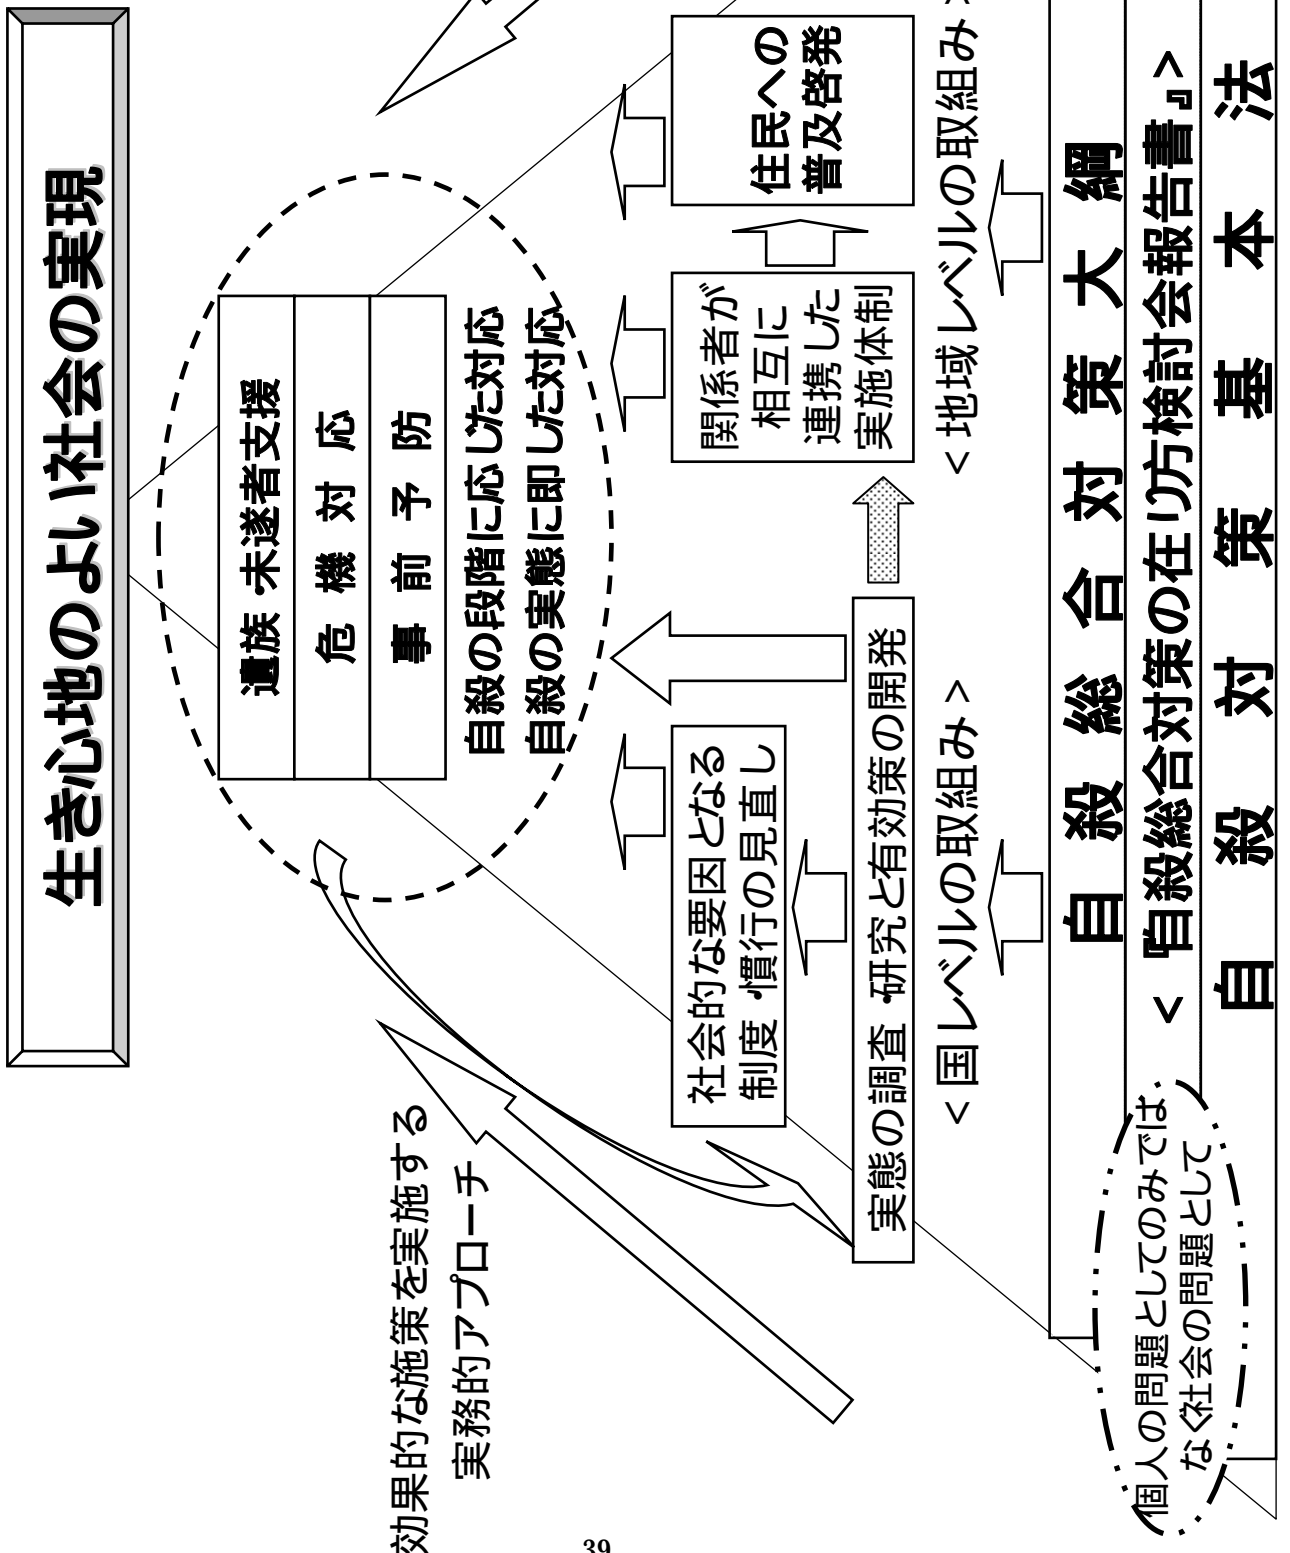 生き心地のよい社会の実現
遺族・未遂者支援
危機対応
事前予防
自殺の段階に応じた対応
自殺の実態に即した対応
効果的な施策を実施する
実務的アプローチ
社会的な要因となる
制度・慣行の見直し
関係者が
相互に
連携した
実施体制
住民への
普及啓発
実態の調査・研究と有効策の開発
<国レベルの取組み>
<地域レベルの取組み>
自殺総合対策大綱
<『自殺総合対策の在り方検討会報告書』>
自殺対策基本法
個人の問題としてのみでは
なく社会の問題として
39